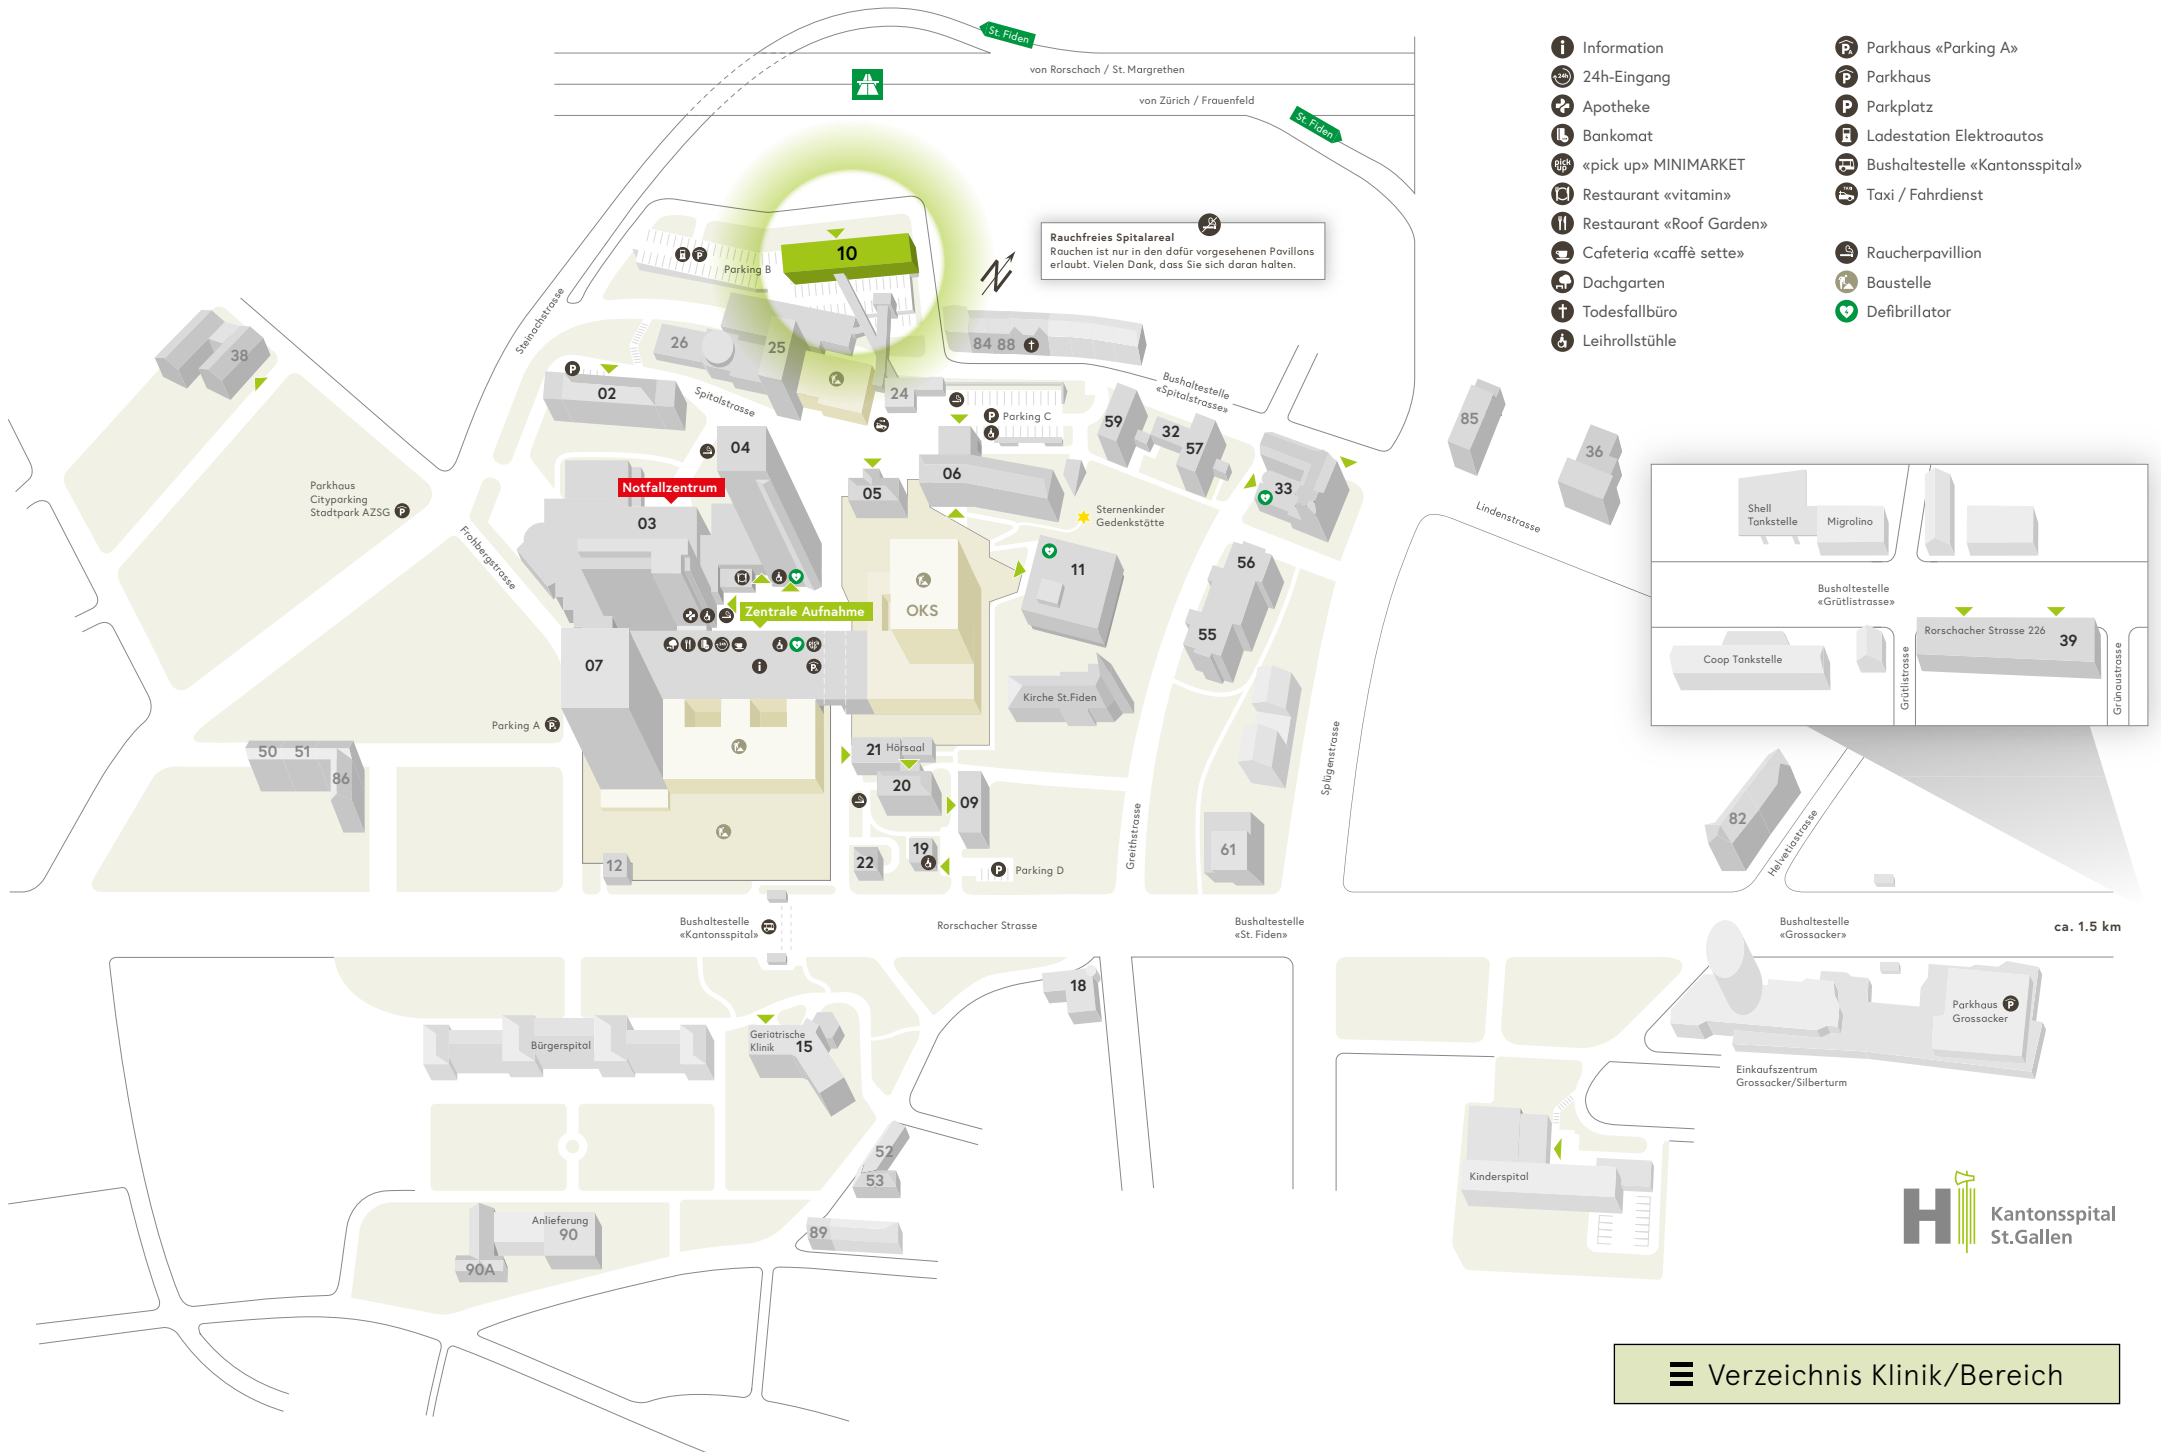 St. Fiden
von Rorschach / St. Margrethen
von Zürich / Frauenfeld
St. Fiden
Information
24h-Eingang
Apotheke
Bankomat
«pick up» MINIMARKET
Restaurant «vitamin»
Restaurant «Roof Garden»
Cafeteria «caffè sette»
Dachgarten
Todesfallbüro
Leihrollstühle
Parkhaus «Parking A»
Parkhaus
Parkplatz
Ladestation Elektroautos
Bushaltestelle «Kantonsspital»
Taxi / Fahrdienst
Raucherpavillion
Baustelle
Defibrillator
Rauchfreies Spitalareal
Rauchen ist nur in den dafür vorgesehenen Pavillons
erlaubt. Vielen Dank, dass Sie sich daran halten.
N
10
Parking B
Steinachstrasse
38
26
25
84 88
02
Spitalstrasse
24
Parking C
Bushaltestelle
«Spitalstrasse»
59
32
57
85
36
04
06
05
33
Notfallzentrum
03
Parkhaus
Cityparking
Stadtpark AZSG
Frohbergstrasse
Sternenkinder
Gedenkstätte
Lindenstrasse
11
56
55
OKS
Zentrale Aufnahme
07
Parking A
Kirche St.Fiden
Shell
Tankstelle
Migrolino
Bushaltestelle
«Grütlistrasse»
Rorschacher Strasse 226
39
Coop Tankstelle
Grütlistrasse
Grünaustrasse
50 51
86
21 Hörsaal
20
09
Splügenstrasse
Greithstrasse
82
Helvetiastrasse
61
12
22
19
Parking D
Bushaltestelle
«Kantonsspital»
Rorschacher Strasse
Bushaltestelle
«St. Fiden»
Bushaltestelle
«Grossacker»
ca. 1.5 km
18
Parkhaus
Grossacker
Bürgerspital
Geriatrische
Klinik 15
Einkaufszentrum
Grossacker/Silberturm
52
53
Kinderspital
Anlieferung
90
90A
89
Kantonsspital
St.Gallen
Verzeichnis Klinik/Bereich